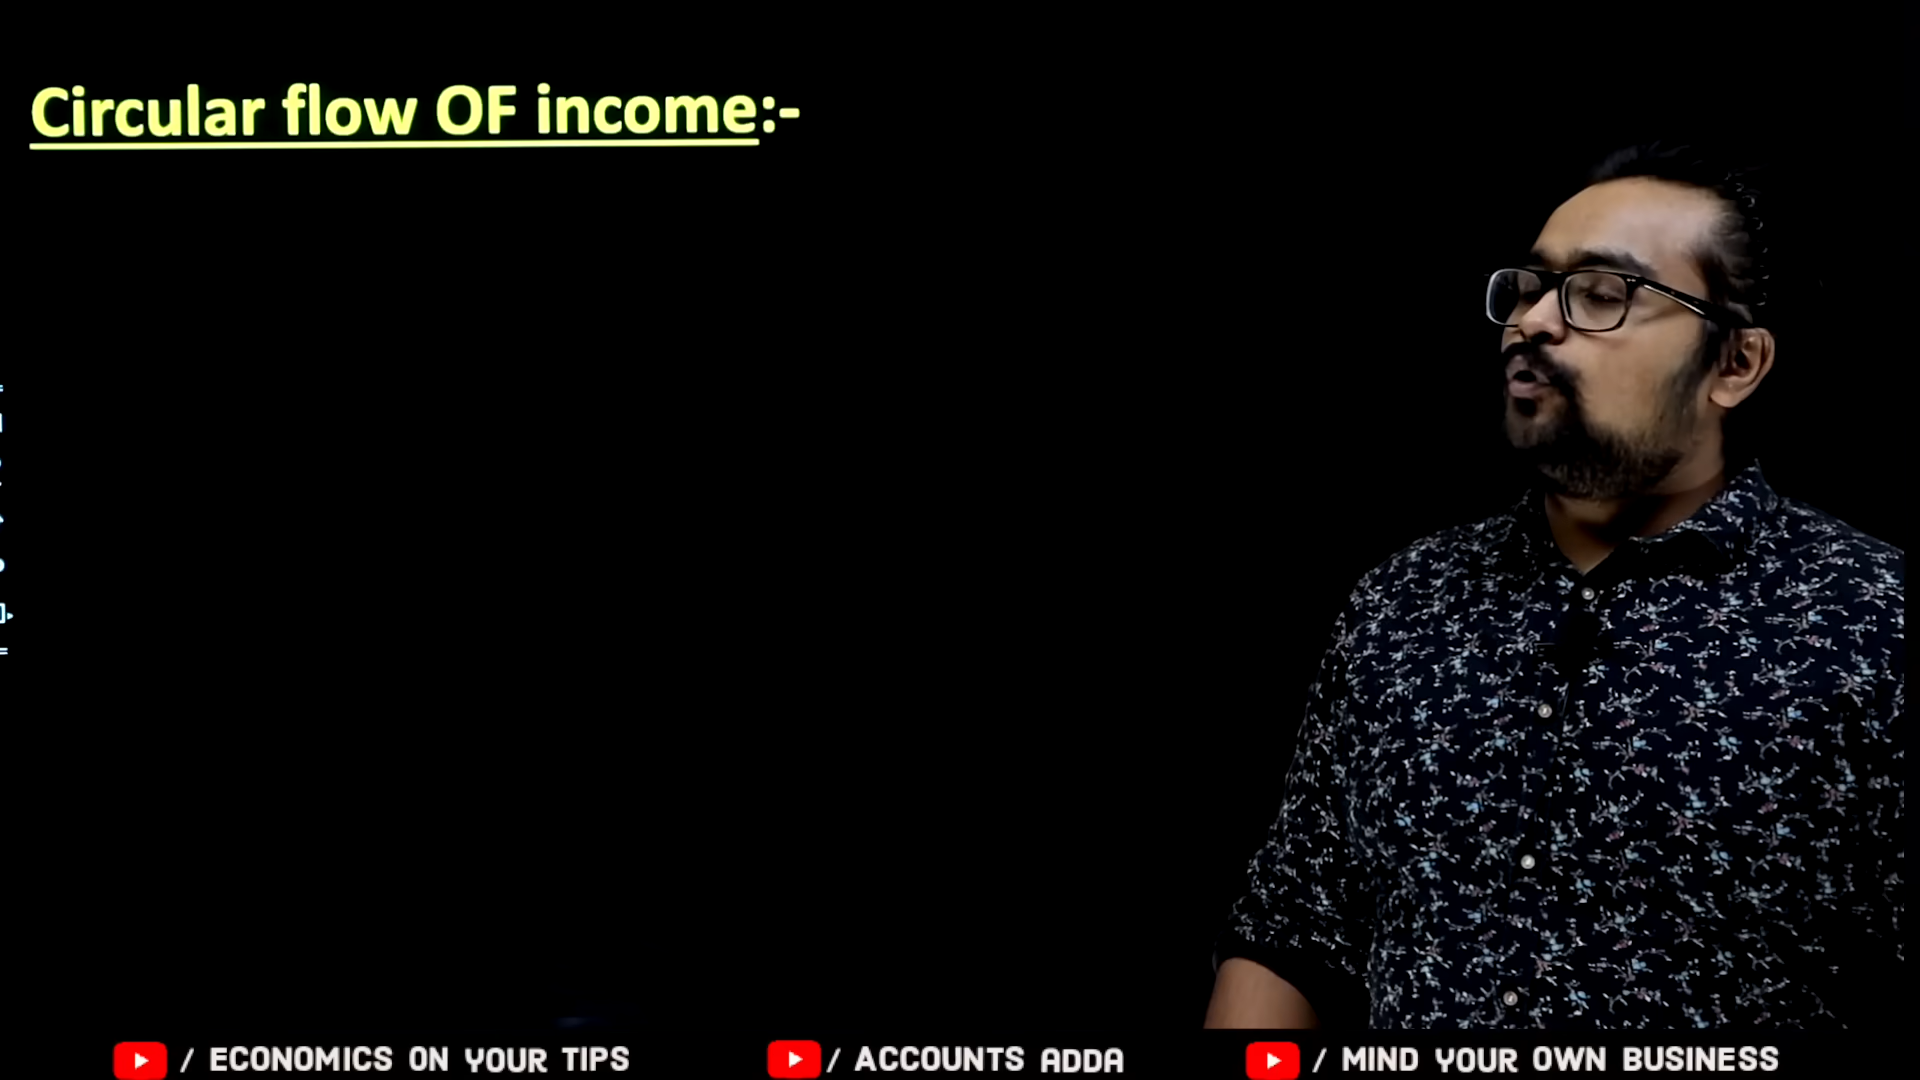 Circular flow OF income:-
/ ECONOMICS ON YOUR TIPS
/ ACCOUNTS ADDA
/ MIND YOUR OWN BUSINESS